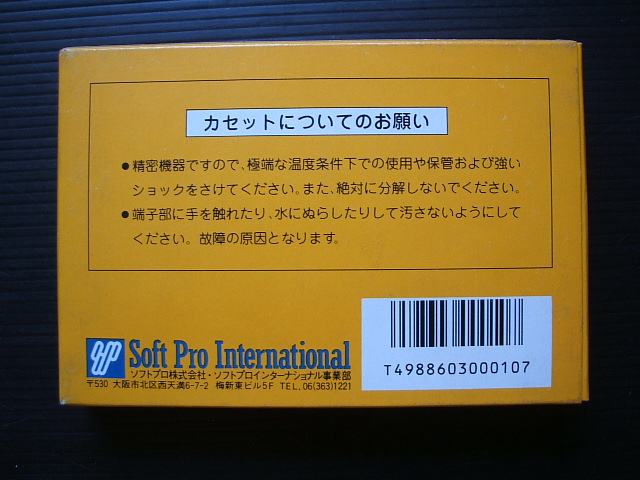 カセットについてのお願い
●精密機器ですので、極端な温度条件下での使用や保管および強い
ショックをさけてください。また、絶対に分解しないでください。
●端子部に手を触れたり、水にぬらしたりして汚さないようにして
ください。故障の原因となります。
Soft Pro International
ソフトプロ株式会社・ソフトプロインターナショナル事業部
〒530 大阪市北区西天満6-7-2 梅新東ビル5F TEL.06(363)1221
T4988603000107